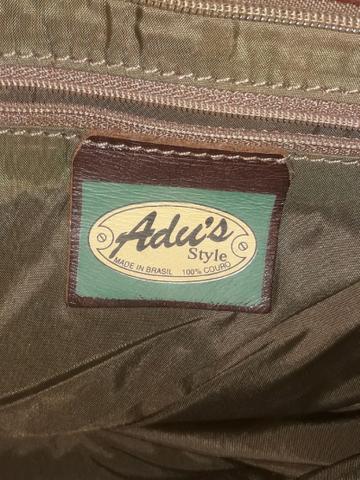 Adu's
Style
MADE IN BRASIL 100% COURO